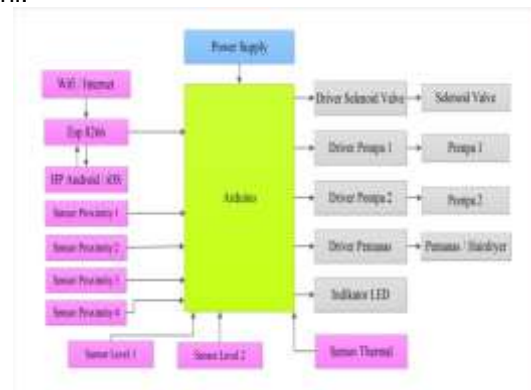 Power Supply
Wifi / Internet
Esp 8266
HP Android / iOS
Sensor Proximity 1
Sensor Proximity 2
Sensor Proximity 3
Sensor Proximity 4
Sensor Level 1
Sensor Level 2
Arduino
Driver Selenoid Valve
Selenoid Valve
Driver Pompa 1
Pompa 1
Driver Pompa 2
Pompa 2
Driver Pemanas
Pemanas / Hairdryer
Indikator LED
Sensor Thermal